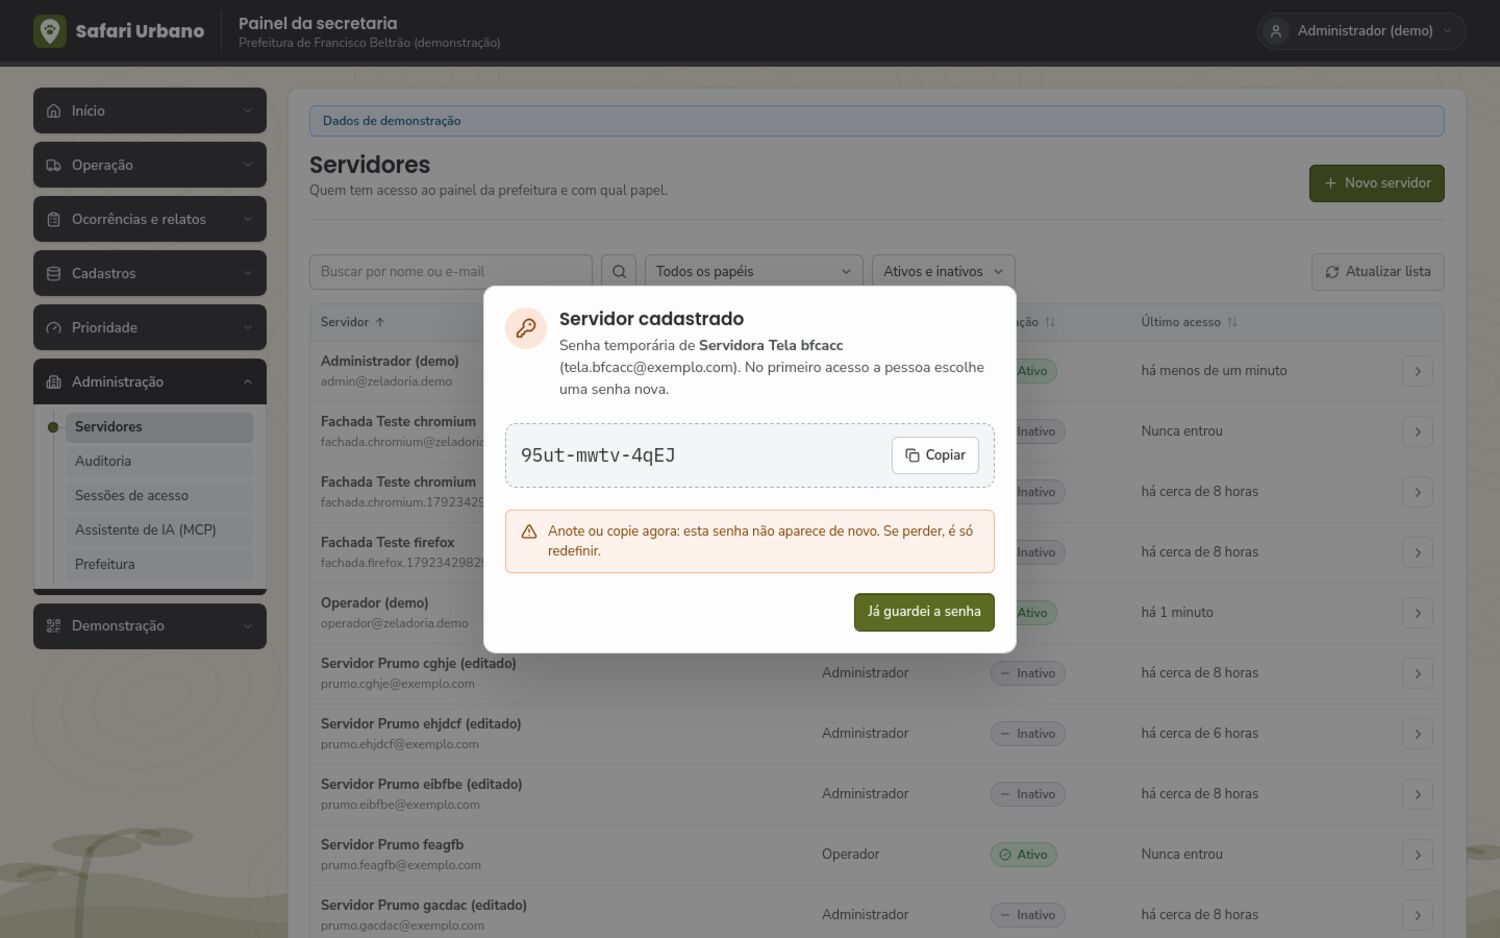 Safari Urbano
Painel da secretaria
Prefeitura de Francisco Beltrão (demonstração)
Administrador (demo)
Início
Operação
Ocorrências e relatos
Cadastros
Prioridade
Administração
Servidores
Auditoria
Sessões de acesso
Assistente de IA (MCP)
Prefeitura
Demonstração
Dados de demonstração
Servidores
Quem tem acesso ao painel da prefeitura e com qual papel.
Novo servidor
Buscar por nome ou e-mail
Todos os papéis
Ativos e inativos
Atualizar lista
Servidor
Último acesso
Administrador (demo)
admin@zeladoria.demo
Ativo
há menos de um minuto
Fachada Teste chromium
Inativo
Nunca entrou
Fachada Teste chromium
Inativo
há cerca de 8 horas
Fachada Teste firefox
Inativo
há cerca de 8 horas
Operador (demo)
operador@zeladoria.demo
Ativo
há 1 minuto
Servidor Prumo cghje (editado)
prumo.cghje@exemplo.com
Administrador
Inativo
há cerca de 8 horas
Servidor Prumo ehjdcf (editado)
prumo.ehjdcf@exemplo.com
Administrador
Inativo
há cerca de 6 horas
Servidor Prumo eibfbe (editado)
prumo.eibfbe@exemplo.com
Administrador
Inativo
há cerca de 8 horas
Servidor Prumo feagfb
prumo.feagfb@exemplo.com
Operador
Ativo
Nunca entrou
Servidor Prumo gacdac (editado)
prumo.gacdac@exemplo.com
Administrador
Inativo
há cerca de 8 horas
Servidor cadastrado
Senha temporária de Servidora Tela bfcacc
(tela.bfcacc@exemplo.com). No primeiro acesso a pessoa escolhe
uma senha nova.
95ut-mwtv-4qEJ
Copiar
Anote ou copie agora: esta senha não aparece de novo. Se perder, é só
redefinir.
Já guardei a senha